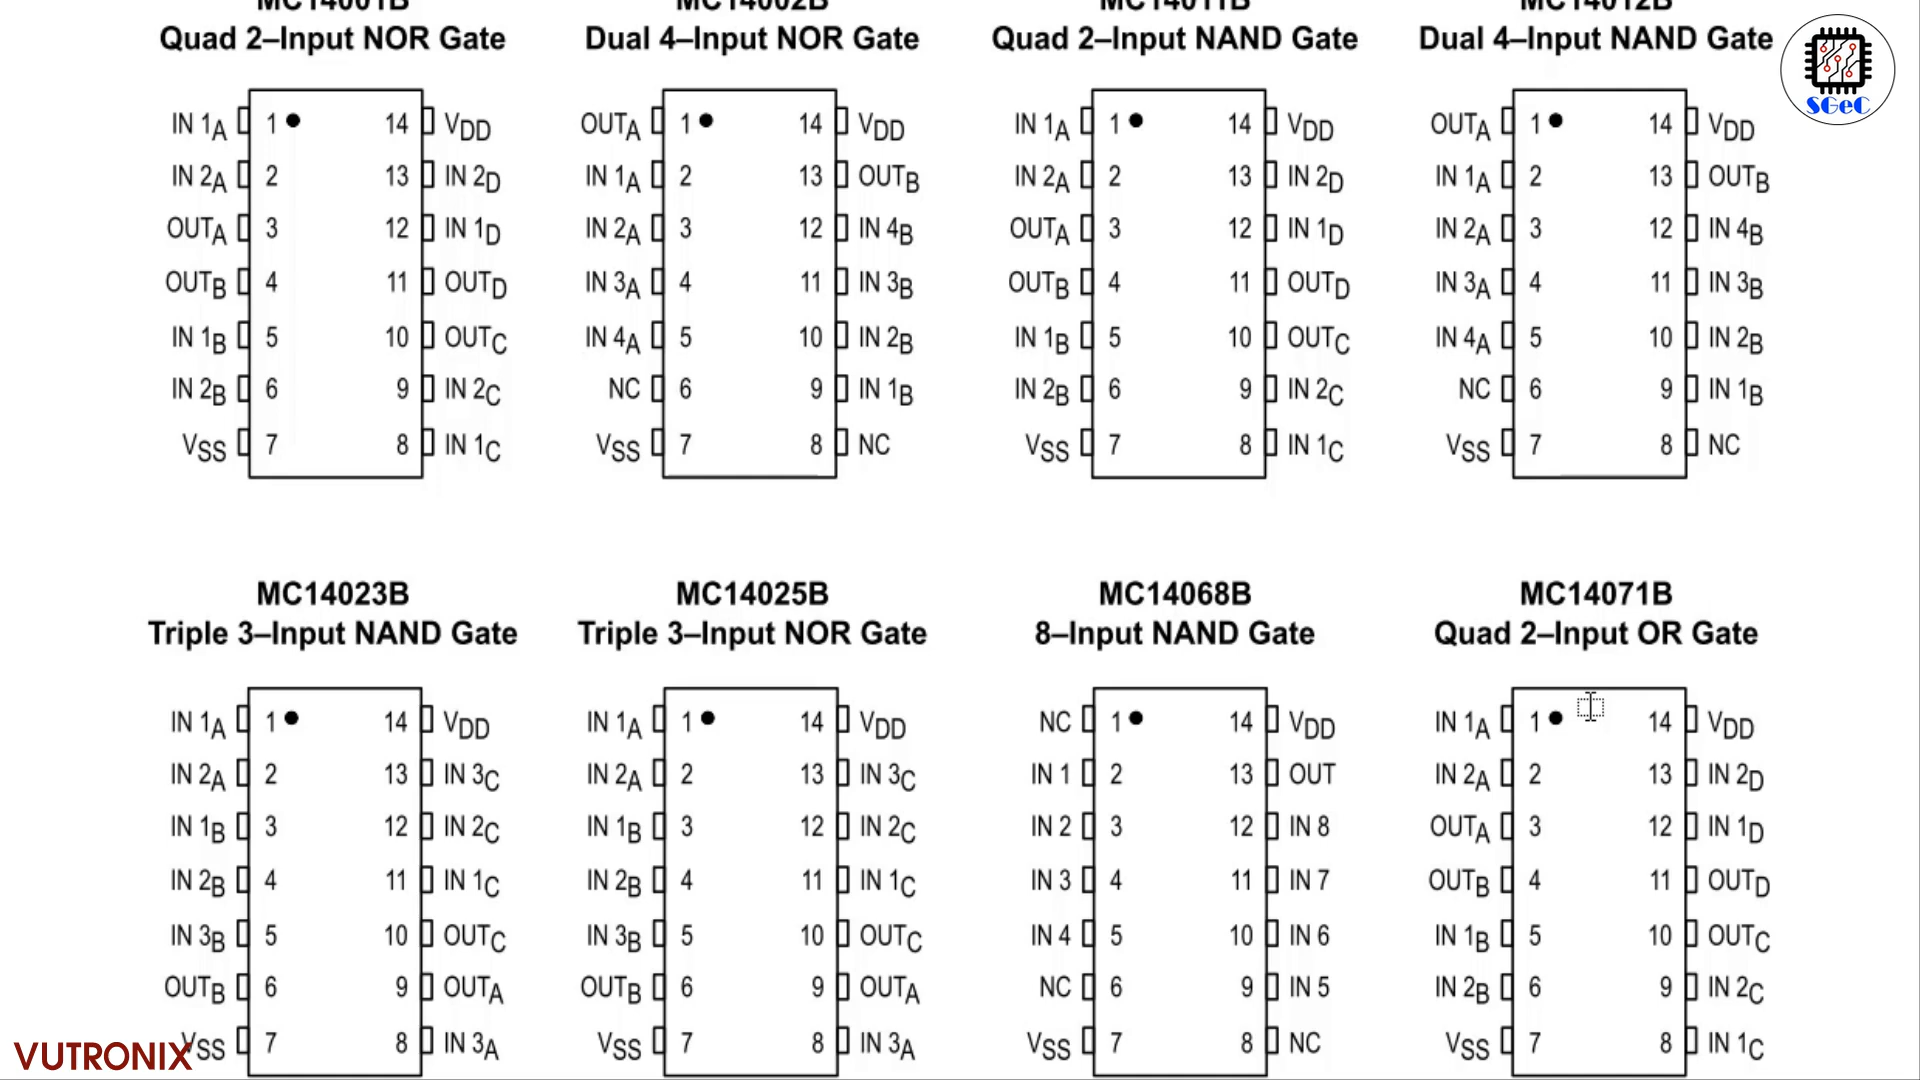 MC14001B
Quad 2–Input NOR Gate
IN 1A 1 14 VDD
IN 2A 2 13 IN 2D
OUTA 3 12 IN 1D
OUTB 4 11 OUTD
IN 1B 5 10 OUTC
IN 2B 6 9 IN 2C
VSS 7 8 IN 1C
MC14002B
Dual 4–Input NOR Gate
OUTA 1 14 VDD
IN 1A 2 13 OUTB
IN 2A 3 12 IN 4B
IN 3A 4 11 IN 3B
IN 4A 5 10 IN 2B
NC 6 9 IN 1B
VSS 7 8 NC
MC14011B
Quad 2–Input NAND Gate
IN 1A 1 14 VDD
IN 2A 2 13 IN 2D
OUTA 3 12 IN 1D
OUTB 4 11 OUTD
IN 1B 5 10 OUTC
IN 2B 6 9 IN 2C
VSS 7 8 IN 1C
MC14012B
Dual 4–Input NAND Gate
OUTA 1 14 VDD
IN 1A 2 13 OUTB
IN 2A 3 12 IN 4B
IN 3A 4 11 IN 3B
IN 4A 5 10 IN 2B
NC 6 9 IN 1B
VSS 7 8 NC
SGeC
MC14023B
Triple 3–Input NAND Gate
IN 1A 1 14 VDD
IN 2A 2 13 IN 3C
IN 1B 3 12 IN 2C
IN 2B 4 11 IN 1C
IN 3B 5 10 OUTC
OUTB 6 9 OUTA
VSS 7 8 IN 3A
MC14025B
Triple 3–Input NOR Gate
IN 1A 1 14 VDD
IN 2A 2 13 IN 3C
IN 1B 3 12 IN 2C
IN 2B 4 11 IN 1C
IN 3B 5 10 OUTC
OUTB 6 9 OUTA
VSS 7 8 IN 3A
MC14068B
8–Input NAND Gate
NC 1 14 VDD
IN 1 2 13 OUT
IN 2 3 12 IN 8
IN 3 4 11 IN 7
IN 4 5 10 IN 6
NC 6 9 IN 5
VSS 7 8 NC
MC14071B
Quad 2–Input OR Gate
IN 1A 1 14 VDD
IN 2A 2 13 IN 2D
OUTA 3 12 IN 1D
OUTB 4 11 OUTD
IN 1B 5 10 OUTC
IN 2B 6 9 IN 2C
VSS 7 8 IN 1C
VUTRONIX